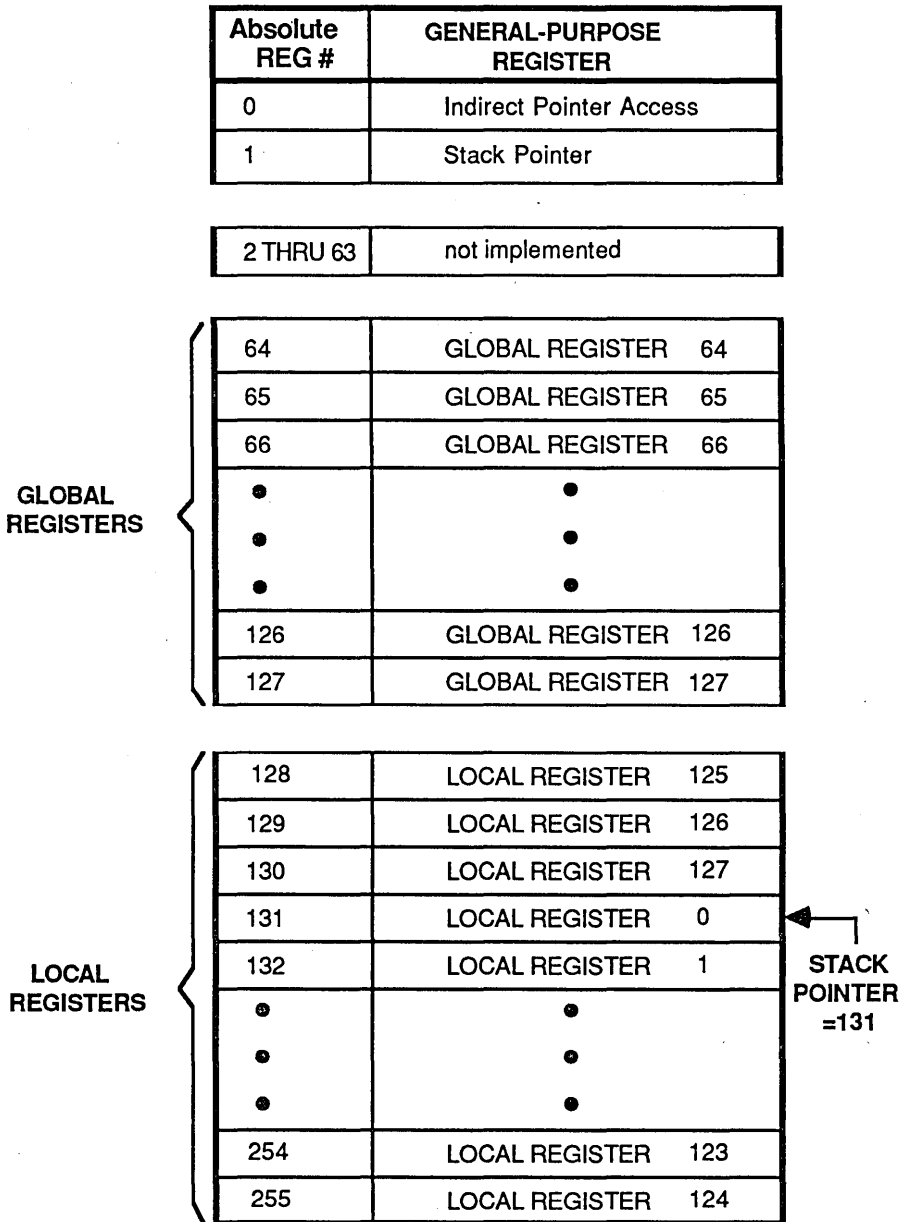 Absolute REG # GENERAL-PURPOSE REGISTER
0 Indirect Pointer Access
1 Stack Pointer
2 THRU 63 not implemented
GLOBAL REGISTERS
64 GLOBAL REGISTER 64
65 GLOBAL REGISTER 65
66 GLOBAL REGISTER 66
126 GLOBAL REGISTER 126
127 GLOBAL REGISTER 127
LOCAL REGISTERS
128 LOCAL REGISTER 125
129 LOCAL REGISTER 126
130 LOCAL REGISTER 127
131 LOCAL REGISTER 0
132 LOCAL REGISTER 1
STACK POINTER =131
254 LOCAL REGISTER 123
255 LOCAL REGISTER 124